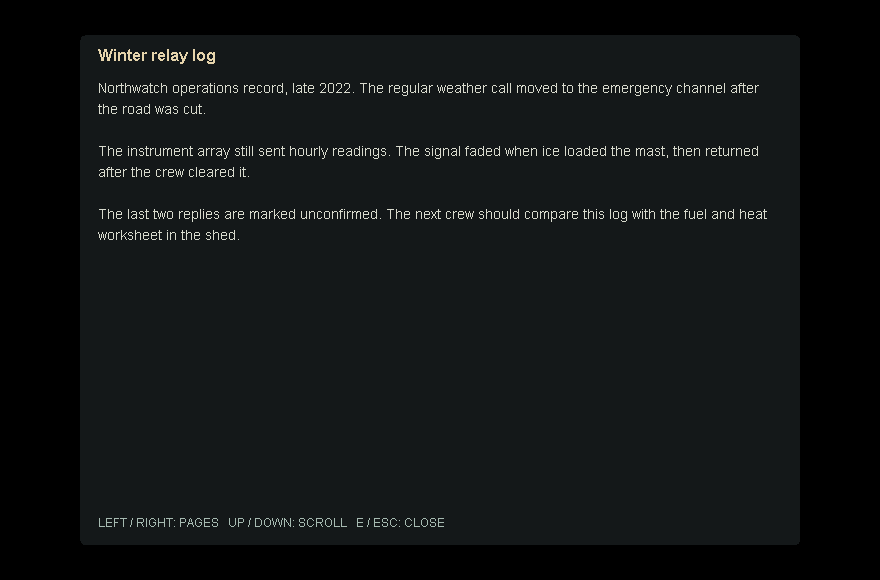 Winter relay log
Northwatch operations record, late 2022. The regular weather call moved to the emergency channel after
the road was cut.
The instrument array still sent hourly readings. The signal faded when ice loaded the mast, then returned
after the crew cleared it.
The last two replies are marked unconfirmed. The next crew should compare this log with the fuel and heat
worksheet in the shed.
LEFT / RIGHT: PAGES   UP / DOWN: SCROLL   E / ESC: CLOSE